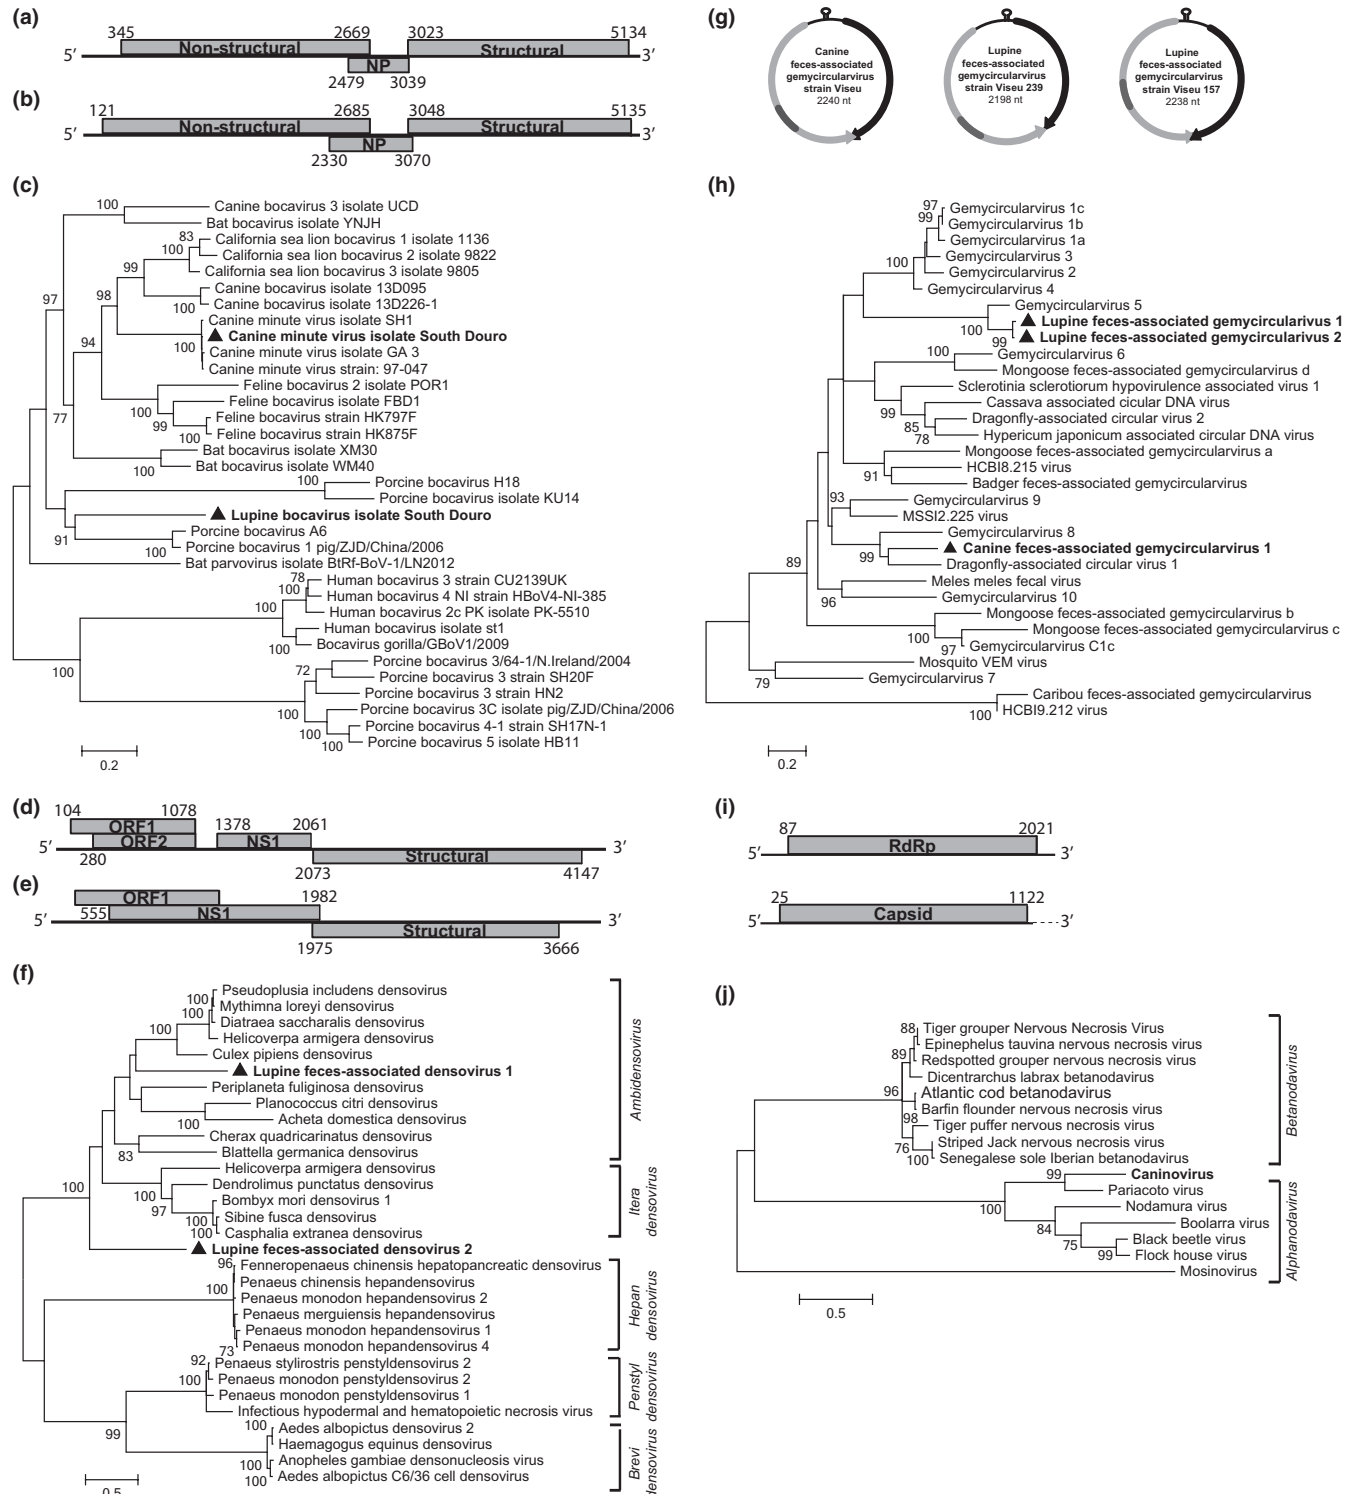 (a)
345 2669 3023 5134
Non-structural Structural
5′ 3′
NP
2479 3039
(b)
121 2685 3048 5135
Non-structural Structural
5′ 3′
NP
2330 3070
(c)
100
Canine bocavirus 3 isolate UCD
Bat bocavirus isolate YNJH
83
California sea lion bocavirus 1 isolate 1136
100
California sea lion bocavirus 2 isolate 9822
99
California sea lion bocavirus 3 isolate 9805
Canine bocavirus isolate 13D095
97
98
100
Canine bocavirus isolate 13D226-1
Canine minute virus isolate SH1
94
Canine minute virus isolate South Douro
100
Canine minute virus isolate GA 3
Canine minute virus strain: 97-047
Feline bocavirus 2 isolate POR1
Feline bocavirus isolate FBD1
77
100
Feline bocavirus strain HK797F
99
100
Feline bocavirus strain HK875F
Bat bocavirus isolate XM30
100
Bat bocavirus isolate WM40
100
Porcine bocavirus H18
Porcine bocavirus isolate KU14
Lupine bocavirus isolate South Douro
Porcine bocavirus A6
91
100
Porcine bocavirus 1 pig/ZJD/China/2006
Bat parvovirus isolate BtRf-BoV-1/LN2012
78
Human bocavirus 3 strain CU2139UK
Human bocavirus 4 NI strain HBoV4-NI-385
100
Human bocavirus 2c PK isolate PK-5510
Human bocavirus isolate st1
100
Bocavirus gorilla/GBoV1/2009
100
Porcine bocavirus 3/64-1/N.Ireland/2004
72
Porcine bocavirus 3 strain SH20F
Porcine bocavirus 3 strain HN2
100
Porcine bocavirus 3C isolate pig/ZJD/China/2006
Porcine bocavirus 4-1 strain SH17N-1
100
100
Porcine bocavirus 5 isolate HB11
0.2
(d)
104 1078
ORF1 1378 2061
ORF2 NS1
5′ 3′
280 Structural
2073 4147
(e)
ORF1 1982
555 NS1
5′ 3′
Structural
1975 3666
(f)
Pseudoplusia includens densovirus
100
Mythimna loreyi densovirus
100
Diatraea saccharalis densovirus
100
Helicoverpa armigera densovirus
Culex pipiens densovirus
Lupine feces-associated densovirus 1
Periplaneta fuliginosa densovirus
Planococcus citri densovirus
100
Acheta domestica densovirus
Cherax quadricarinatus densovirus
83
Blattella germanica densovirus
Ambidensovirus
Helicoverpa armigera densovirus
100
Dendrolimus punctatus densovirus
100
Bombyx mori densovirus 1
97
100
Sibine fusca densovirus
100
Casphalia extranea densovirus
Itera
densovirus
Lupine feces-associated densovirus 2
96
Fenneropenaeus chinensis hepatopancreatic densovirus
100
Penaeus chinensis hepandensovirus
Penaeus monodon hepandensovirus 2
Penaeus merguiensis hepandensovirus
Penaeus monodon hepandensovirus 1
73
Penaeus monodon hepandensovirus 4
Hepan
densovirus
92
Penaeus stylirostris penstyldensovirus 2
100
Penaeus monodon penstyldensovirus 2
Penaeus monodon penstyldensovirus 1
Infectious hypodermal and hematopoietic necrosis virus
Penstyl
densovirus
99
100
Aedes albopictus densovirus 2
Haemagogus equinus densovirus
100
Anopheles gambiae densonucleosis virus
100
Aedes albopictus C6/36 cell densovirus
Brevi
densovirus
0.5
(g)
Canine
feces-associated
gemycircularvirus
strain Viseu
2240 nt
Lupine
feces-associated
gemycircularvirus
strain Viseu 239
2198 nt
Lupine
feces-associated
gemycircularvirus
strain Viseu 157
2238 nt
(h)
97
Gemycircularvirus 1c
99
Gemycircularvirus 1b
Gemycircularvirus 1a
Gemycircularvirus 3
100
Gemycircularvirus 2
Gemycircularvirus 4
Gemycircularvirus 5
Lupine feces-associated gemycircularivus 1
100
99
Lupine feces-associated gemycircularivus 2
100
Gemycircularvirus 6
Mongoose feces-associated gemycircularvirus d
Sclerotinia sclerotiorum hypovirulence associated virus 1
Cassava associated cicular DNA virus
99
Dragonfly-associated circular virus 2
85
78
Hypericum japonicum associated circular DNA virus
Mongoose feces-associated gemycircularvirus a
HCBI8.215 virus
91
Badger feces-associated gemycircularvirus
93
Gemycircularvirus 9
MSSI2.225 virus
Gemycircularvirus 8
Canine feces-associated gemycircularvirus 1
99
Dragonfly-associated circular virus 1
89
Meles meles fecal virus
96
Gemycircularvirus 10
Mongoose feces-associated gemycircularvirus b
100
Mongoose feces-associated gemycircularvirus c
97
Gemycircularvirus C1c
Mosquito VEM virus
79
Gemycircularvirus 7
Caribou feces-associated gemycircularvirus
100
HCBI9.212 virus
0.2
(i)
87 2021
RdRp
5′ 3′
25 1122
Capsid
5′ 3′
(j)
88
Tiger grouper Nervous Necrosis Virus
Epinephelus tauvina nervous necrosis virus
89
Redspotted grouper nervous necrosis virus
Dicentrarchus labrax betanodavirus
96
Atlantic cod betanodavirus
Barfin flounder nervous necrosis virus
98
Tiger puffer nervous necrosis virus
76
Striped Jack nervous necrosis virus
100
Senegalese sole Iberian betanodavirus
Betanodavirus
99
Caninovirus
Pariacoto virus
100
Nodamura virus
84
Boolarra virus
75
Black beetle virus
99
Flock house virus
Mosinovirus
Alphanodavirus
0.5